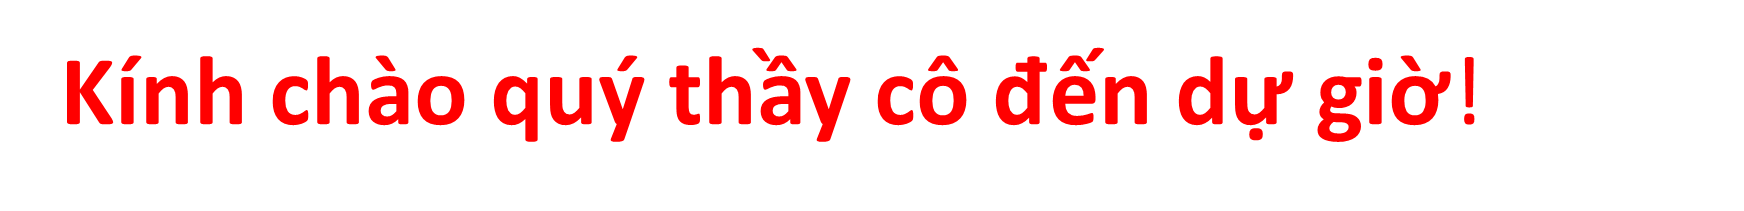 Kính chào quý thầy cô đến dự giờ!